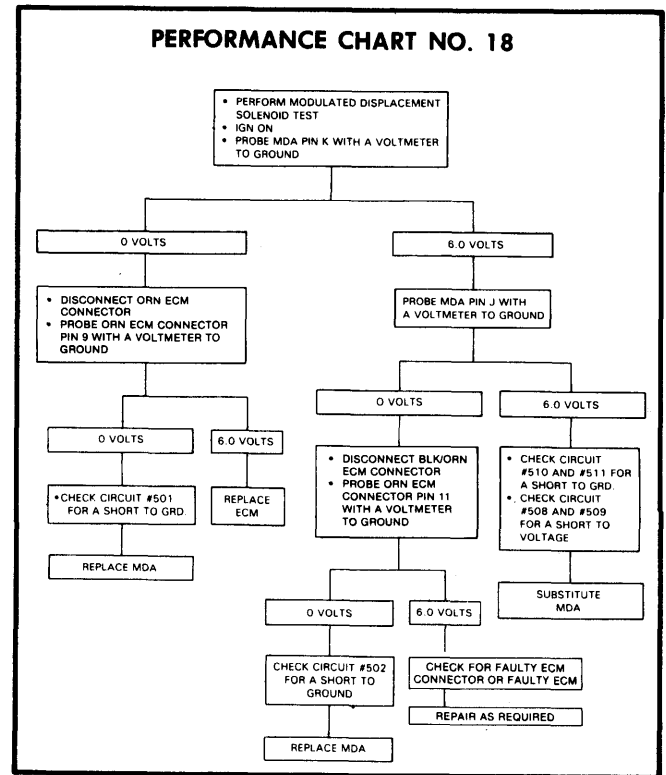 PERFORMANCE CHART NO. 18
• PERFORM MODULATED DISPLACEMENT
SOLENOID TEST
• IGN ON
• PROBE MDA PIN K WITH A VOLTMETER
TO GROUND
0 VOLTS
6.0 VOLTS
• DISCONNECT ORN ECM
CONNECTOR
• PROBE ORN ECM CONNECTOR
PIN 9 WITH A VOLTMETER TO
GROUND
PROBE MDA PIN J WITH
A VOLTMETER TO GROUND
0 VOLTS
6.0 VOLTS
•CHECK CIRCUIT #501
FOR A SHORT TO GRD.
REPLACE
ECM
REPLACE MDA
0 VOLTS
6.0 VOLTS
• DISCONNECT BLK/ORN
ECM CONNECTOR
• PROBE ORN ECM
CONNECTOR PIN 11
WITH A VOLTMETER
TO GROUND
• CHECK CIRCUIT
#510 AND #511 FOR
A SHORT TO GRD.
• CHECK CIRCUIT
#508 AND #509
FOR A SHORT TO
VOLTAGE
SUBSTITUTE
MDA
0 VOLTS
6.0 VOLTS
CHECK CIRCUIT #502
FOR A SHORT TO
GROUND
CHECK FOR FAULTY ECM
CONNECTOR OR FAULTY ECM
REPAIR AS REQUIRED
REPLACE MDA